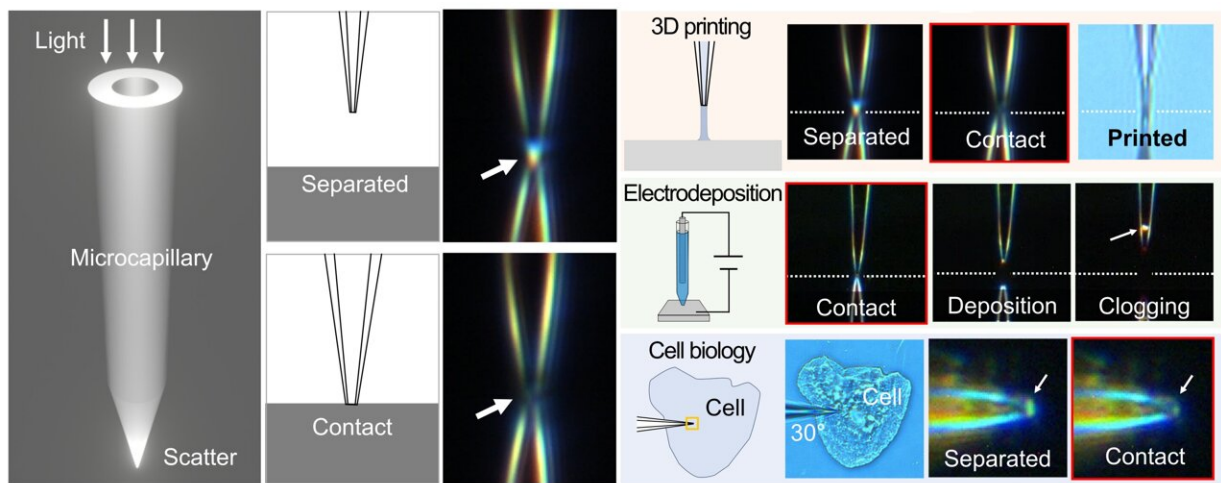 Light
Microcapillary
Scatter
Separated
Contact
3D printing
Separated
Contact
Printed
Electrodeposition
Contact
Deposition
Clogging
Cell biology
Cell
Cell
30°
Separated
Contact